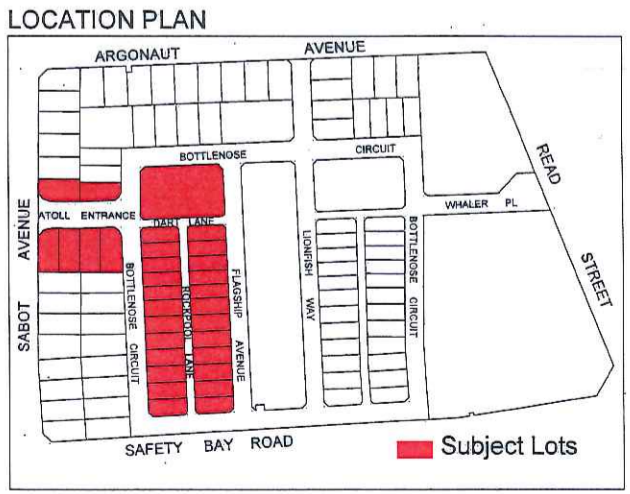 LOCATION PLAN
ARGONAUT AVENUE
BOTTLENOSE CIRCUIT
READ STREET
ATOLL ENTRANCE
WHALER PL
DART LANE
SABOT AVENUE
BOTTLENOSE CIRCUIT
ROCKPOOL LANE
FLAGSHIP AVENUE
LIONFISH WAY
BOTTLENOSE CIRCUIT
SAFETY BAY ROAD
Subject Lots